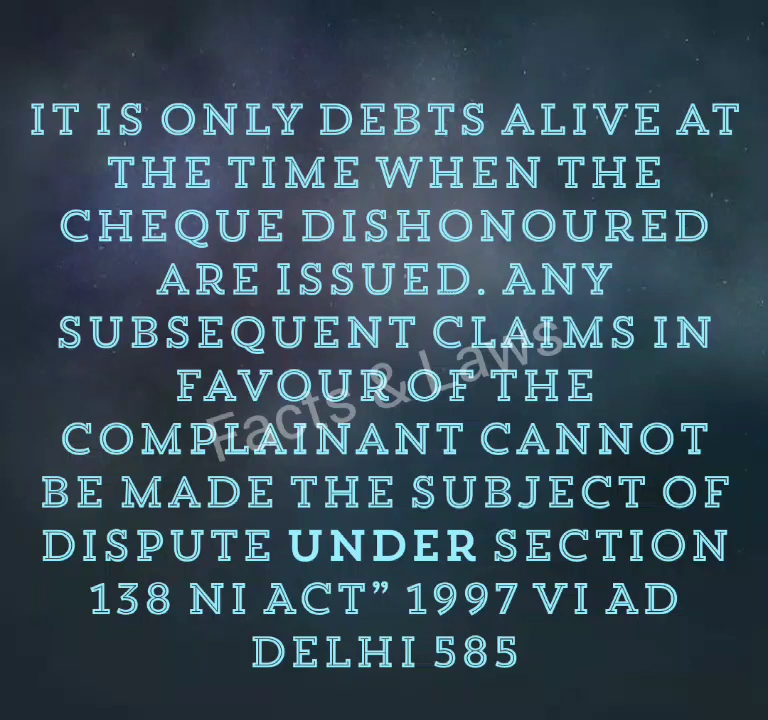 IT IS ONLY DEBTS ALIVE AT
THE TIME WHEN THE
CHEQUE DISHONOURED
ARE ISSUED. ANY
SUBSEQUENT CLAIMS IN
FAVOUR OF THE
COMPLAINANT CANNOT
BE MADE THE SUBJECT OF
DISPUTE UNDER SECTION
138 NI ACT” 1997 VI AD
DELHI 585
Facts & Laws